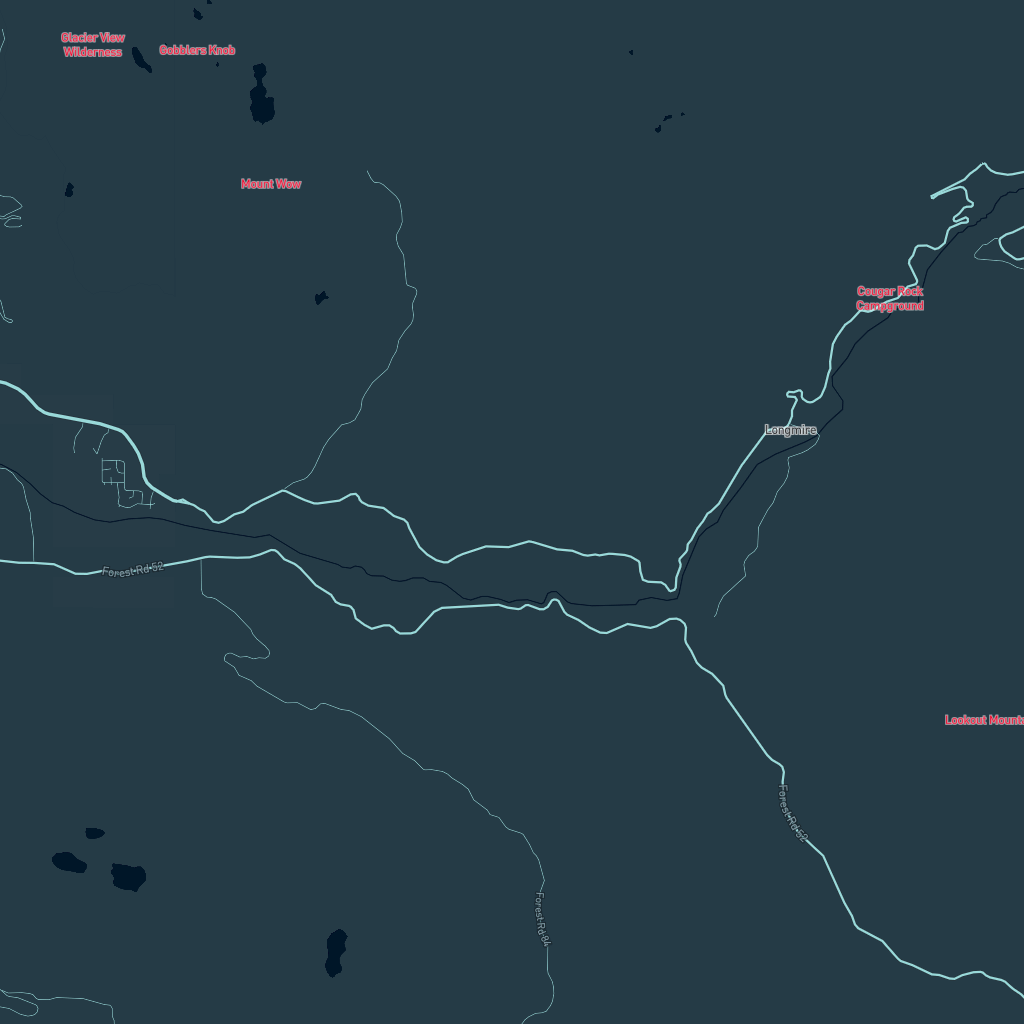 Glacier View
Wilderness
Gobblers Knob
Mount Wow
Cougar Rock
Campground
Longmire
Forest Rd 52
Lookout Mounta
Forest Rd 52
Forest Rd 84